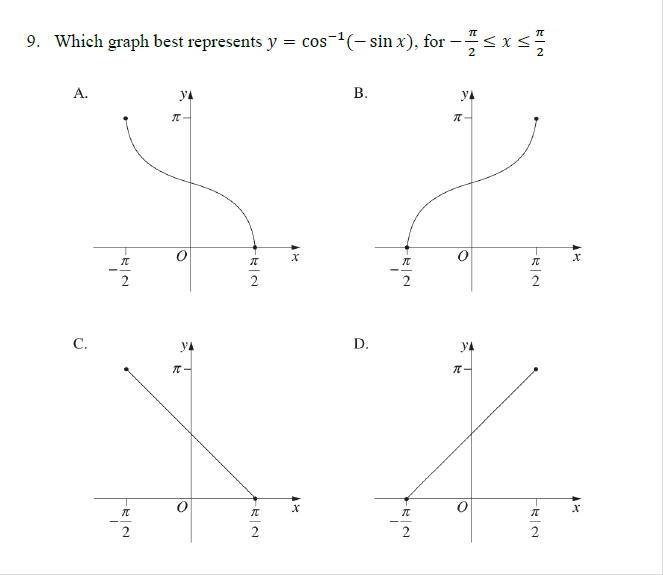 9. Which graph best represents y = cos⁻¹(− sin x), for −π/2 ≤ x ≤ π/2
A. B.
y y
π π
O x O x
−π/2 π/2 −π/2 π/2
C. D.
y y
π π
O x O x
−π/2 π/2 −π/2 π/2